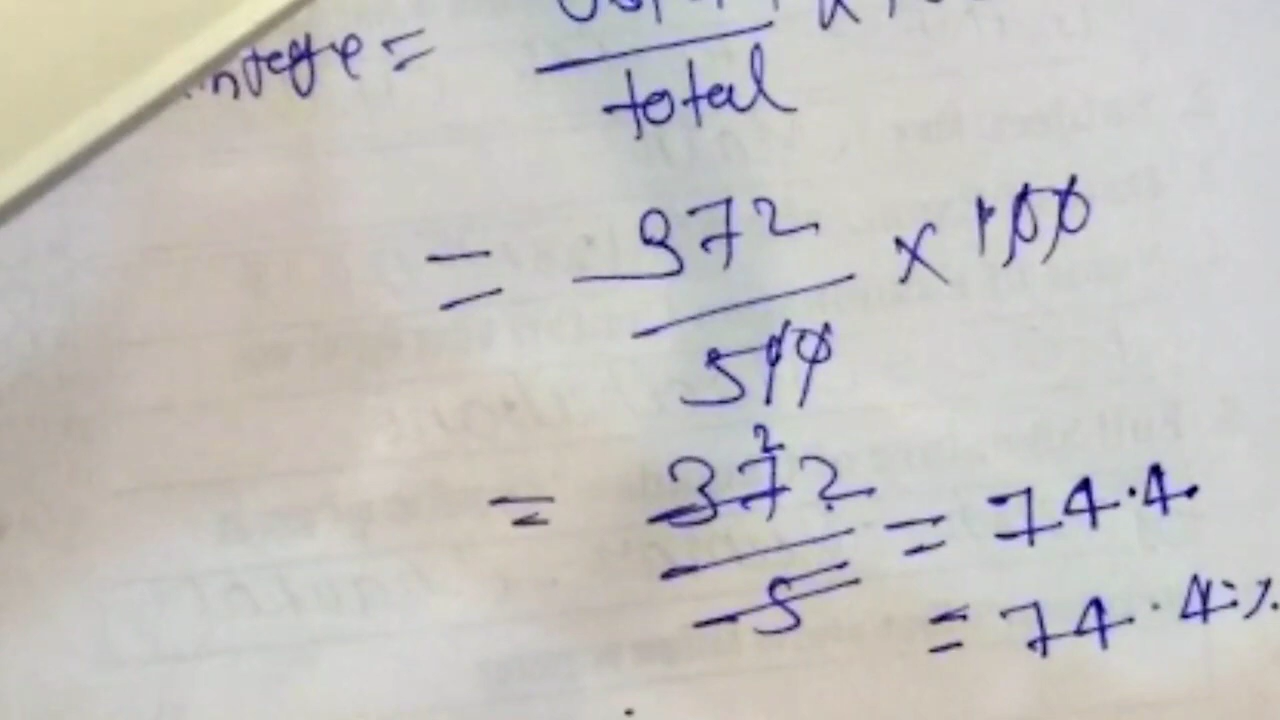 =
total
= 372 × 100
500
= 372 = 74.4
5
= 74.4%